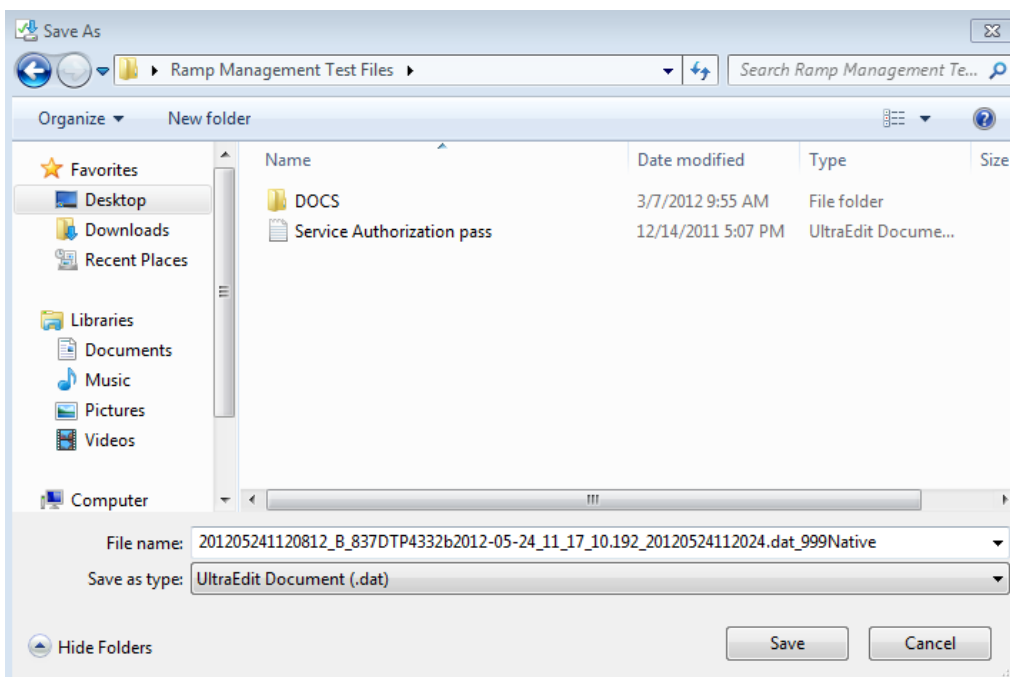 Save As
Ramp Management Test Files
Search Ramp Management Te...
Organize
New folder
Favorites
Desktop
Downloads
Recent Places
Libraries
Documents
Music
Pictures
Videos
Computer
Name Date modified Type Size
DOCS 3/7/2012 9:55 AM File folder
Service Authorization pass 12/14/2011 5:07 PM UltraEdit Docume...
File name: 201205241120812_B_837DTP4332b2012-05-24_11_17_10.192_20120524112024.dat_999Native
Save as type: UltraEdit Document (.dat)
Hide Folders
Save
Cancel